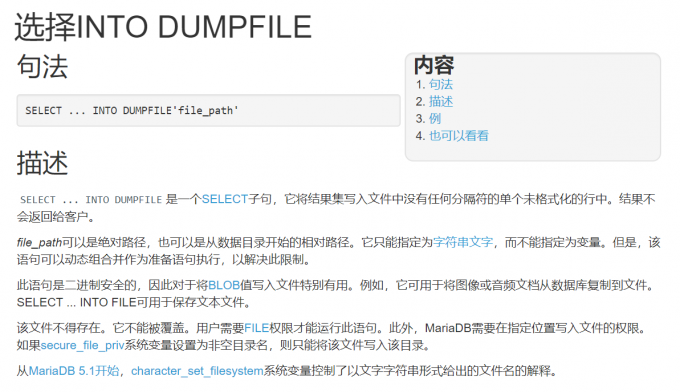 选择INTO DUMPFILE
句法
SELECT ... INTO DUMPFILE'file_path'
内容
1. 句法
2. 描述
3. 例
4. 也可以看看
描述
SELECT ... INTO DUMPFILE 是一个SELECT子句，它将结果集写入文件中没有任何分隔符的单个未格式化的行中。结果不
会返回给客户。
file_path可以是绝对路径，也可以是从数据目录开始的相对路径。它只能指定为字符串文字，而不能指定为变量。但是，该
语句可以动态组合并作为准备语句执行，以解决此限制。
此语句是二进制安全的，因此对于将BLOB值写入文件特别有用。例如，它可用于将图像或音频文档从数据库复制到文件。
SELECT ... INTO FILE可用于保存文本文件。
该文件不得存在。它不能被覆盖。用户需要FILE权限才能运行此语句。此外，MariaDB需要在指定位置写入文件的权限。
如果secure_file_priv系统变量设置为非空目录名，则只能将该文件写入该目录。
从MariaDB 5.1开始，character_set_filesystem系统变量控制了以文字字符串形式给出的文件名的解释。